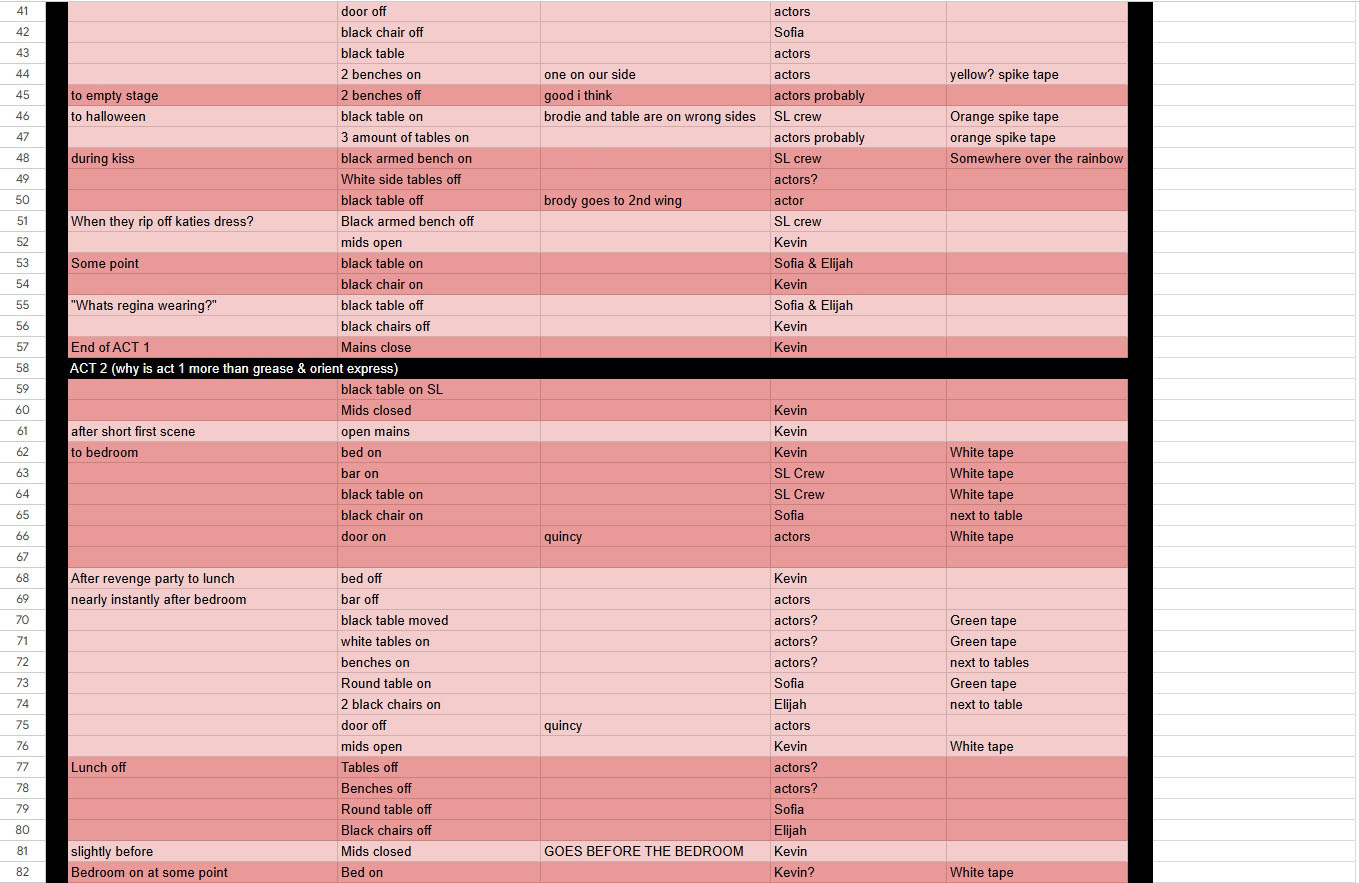 41 door off actors
42 black chair off Sofia
43 black table actors
44 2 benches on one on our side actors yellow? spike tape
45 to empty stage 2 benches off good i think actors probably
46 to halloween black table on brodie and table are on wrong sides SL crew Orange spike tape
47 3 amount of tables on actors probably orange spike tape
48 during kiss black armed bench on SL crew Somewhere over the rainbow
49 White side tables off actors?
50 black table off brody goes to 2nd wing actor
51 When they rip off katies dress? Black armed bench off SL crew
52 mids open Kevin
53 Some point black table on Sofia & Elijah
54 black chair on Kevin
55 "Whats regina wearing?" black table off Sofia & Elijah
56 black chairs off Kevin
57 End of ACT 1 Mains close Kevin
58 ACT 2 (why is act 1 more than grease & orient express)
59 black table on SL
60 Mids closed Kevin
61 after short first scene open mains Kevin
62 to bedroom bed on Kevin White tape
63 bar on SL Crew White tape
64 black table on SL Crew White tape
65 black chair on Sofia next to table
66 door on quincy actors White tape
67
68 After revenge party to lunch bed off Kevin
69 nearly instantly after bedroom bar off actors
70 black table moved actors? Green tape
71 white tables on actors? Green tape
72 benches on actors? next to tables
73 Round table on Sofia Green tape
74 2 black chairs on Elijah next to table
75 door off quincy actors
76 mids open Kevin White tape
77 Lunch off Tables off actors?
78 Benches off actors?
79 Round table off Sofia
80 Black chairs off Elijah
81 slightly before Mids closed GOES BEFORE THE BEDROOM Kevin
82 Bedroom on at some point Bed on Kevin? White tape